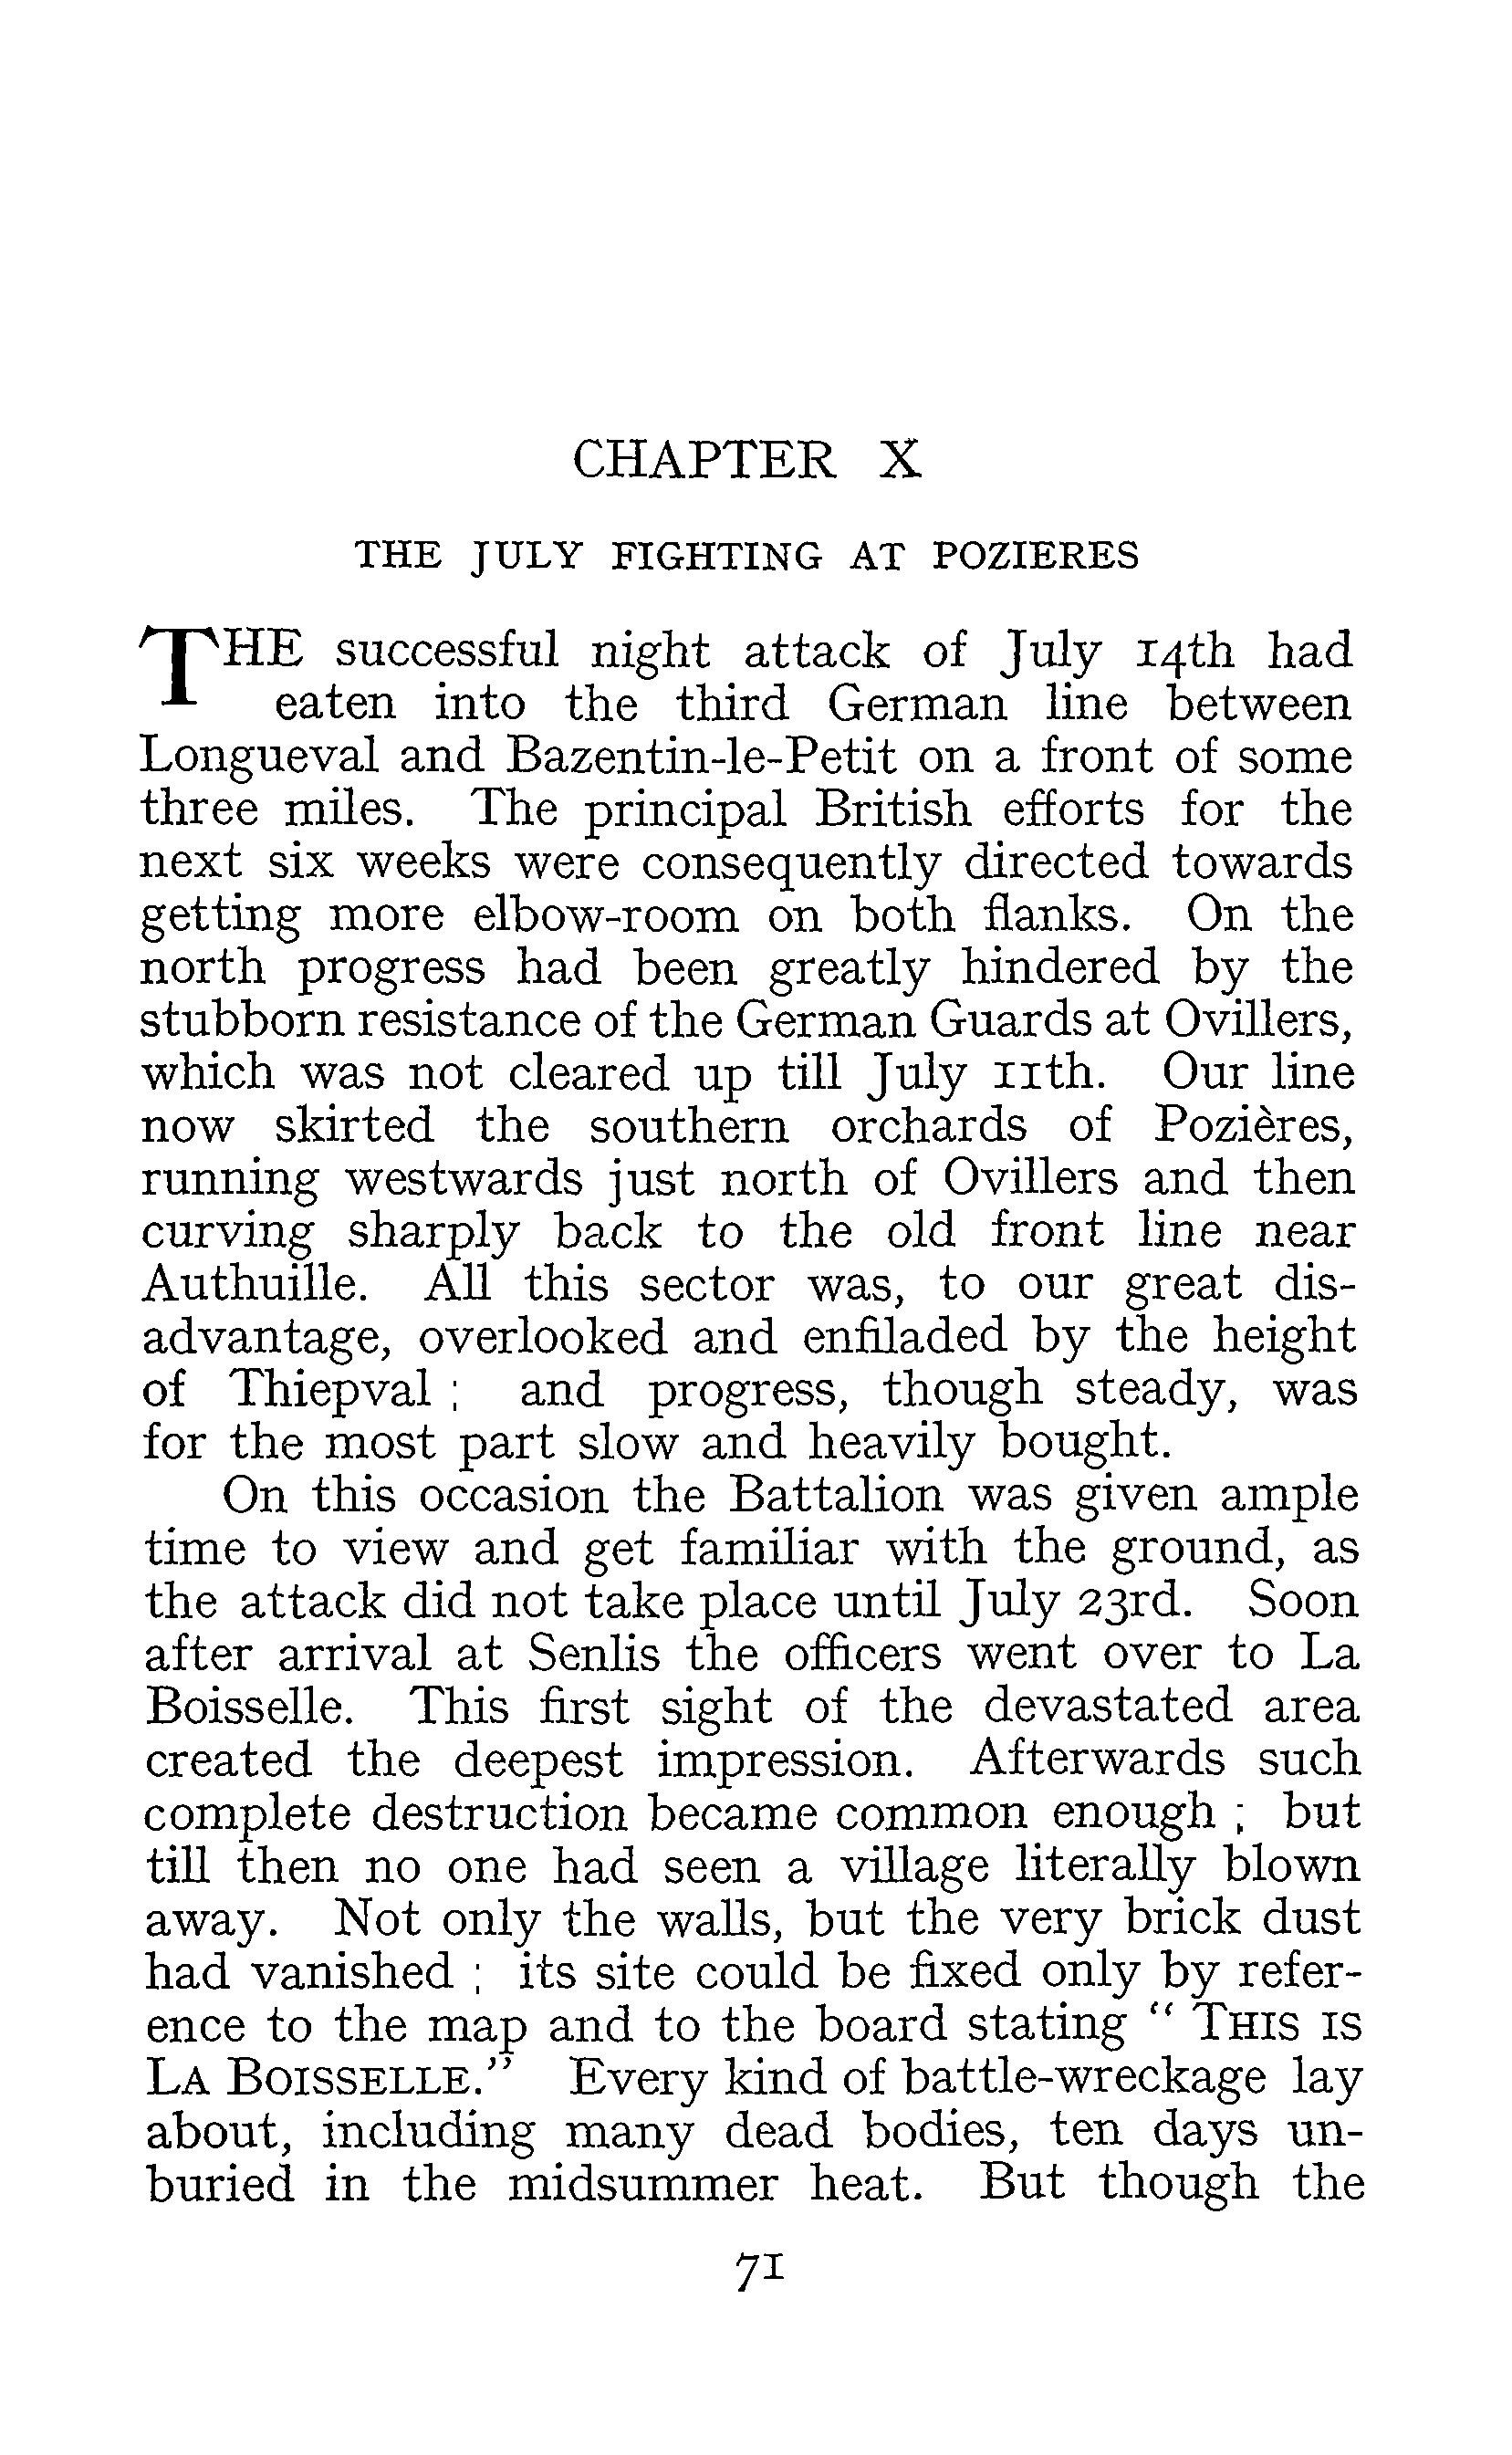 CHAPTER X
THE JULY FIGHTING AT POZIERES
THE successful night attack of July 14th had
eaten into the third German line between
Longueval and Bazentin-le-Petit on a front of some
three miles. The principal British efforts for the
next six weeks were consequently directed towards
getting more elbow-room on both flanks. On the
north progress had been greatly hindered by the
stubborn resistance of the German Guards at Ovillers,
which was not cleared up till July 11th. Our line
now skirted the southern orchards of Pozières,
running westwards just north of Ovillers and then
curving sharply back to the old front line near
Authuille. All this sector was, to our great dis-
advantage, overlooked and enfiladed by the height
of Thiepval ; and progress, though steady, was
for the most part slow and heavily bought.
On this occasion the Battalion was given ample
time to view and get familiar with the ground, as
the attack did not take place until July 23rd. Soon
after arrival at Senlis the officers went over to La
Boisselle. This first sight of the devastated area
created the deepest impression. Afterwards such
complete destruction became common enough ; but
till then no one had seen a village literally blown
away. Not only the walls, but the very brick dust
had vanished ; its site could be fixed only by refer-
ence to the map and to the board stating " THIS IS
LA BOISSELLE." Every kind of battle-wreckage lay
about, including many dead bodies, ten days un-
buried in the midsummer heat. But though the
71